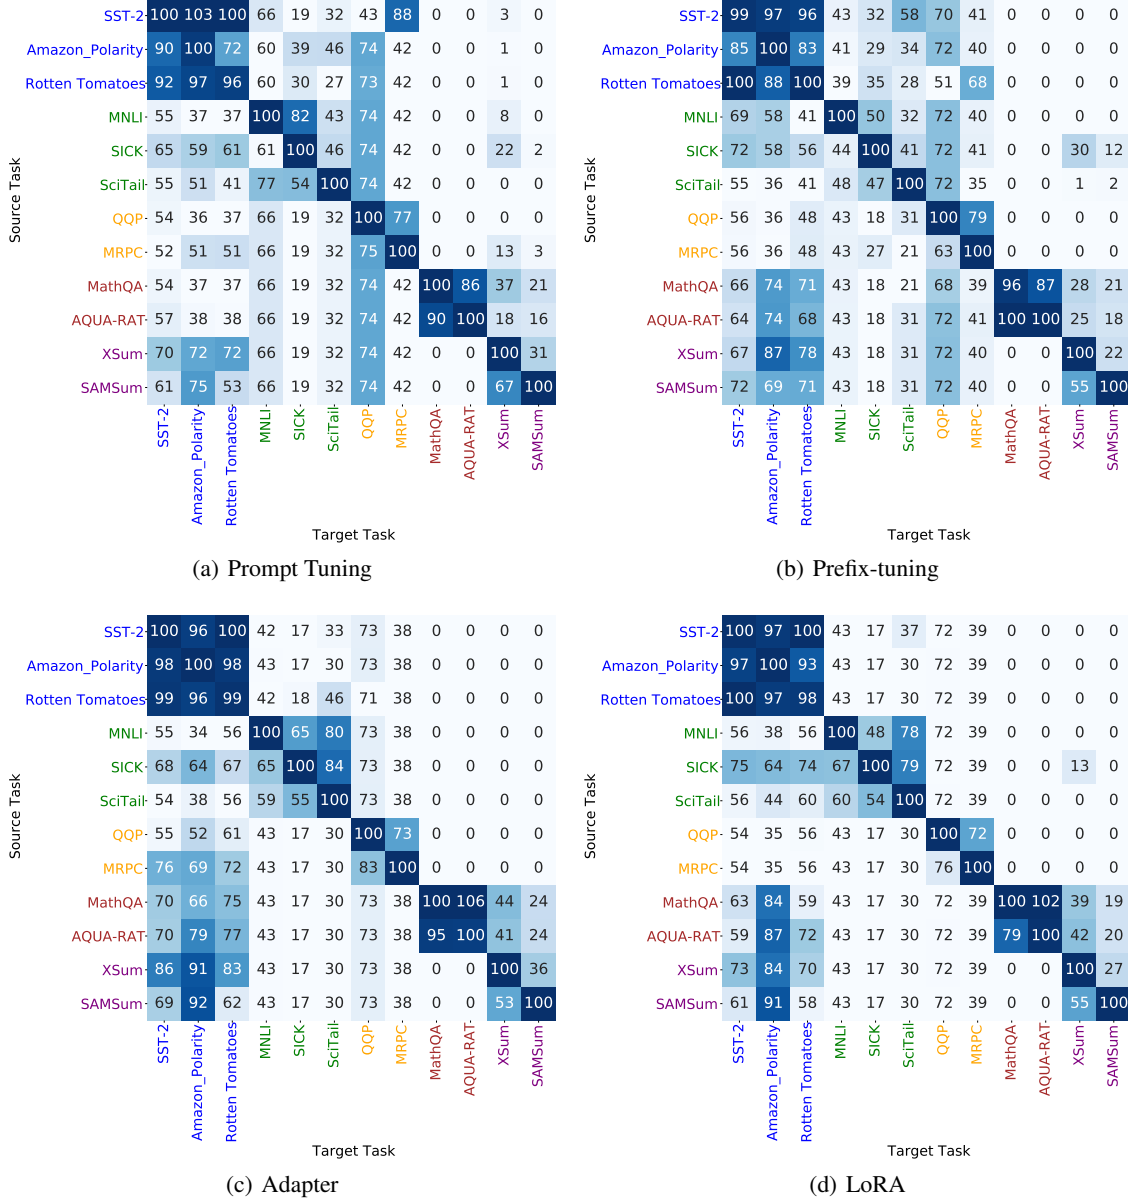 SST-2 100 103 100 66 19 32 43 88 0 0 3 0
Amazon_Polarity 90 100 72 60 39 46 74 42 0 0 1 0
Rotten Tomatoes 92 97 96 60 30 27 73 42 0 0 1 0
MNLI 55 37 37 100 82 43 74 42 0 0 8 0
SICK 65 59 61 61 100 46 74 42 0 0 22 2
SciTail 55 51 41 77 54 100 74 42 0 0 0 0
QQP 54 36 37 66 19 32 100 77 0 0 0 0
MRPC 52 51 51 66 19 32 75 100 0 0 13 3
MathQA 54 37 37 66 19 32 74 42 100 86 37 21
AQUA-RAT 57 38 38 66 19 32 74 42 90 100 18 16
XSum 70 72 72 66 19 32 74 42 0 0 100 31
SAMSum 61 75 53 66 19 32 74 42 0 0 67 100
Source Task
SST-2 Amazon_Polarity Rotten Tomatoes MNLI SICK SciTail QQP MRPC MathQA AQUA-RAT XSum SAMSum
Target Task
(a) Prompt Tuning
SST-2 99 97 96 43 32 58 70 41 0 0 0 0
Amazon_Polarity 85 100 83 41 29 34 72 40 0 0 0 0
Rotten Tomatoes 100 88 100 39 35 28 51 68 0 0 0 0
MNLI 69 58 41 100 50 32 72 40 0 0 0 0
SICK 72 58 56 44 100 41 72 41 0 0 30 12
SciTail 55 36 41 48 47 100 72 35 0 0 1 2
QQP 56 36 48 43 18 31 100 79 0 0 0 0
MRPC 56 36 48 43 27 21 63 100 0 0 0 0
MathQA 66 74 71 43 18 21 68 39 96 87 28 21
AQUA-RAT 64 74 68 43 18 31 72 41 100 100 25 18
XSum 67 87 78 43 18 31 72 40 0 0 100 22
SAMSum 72 69 71 43 18 31 72 40 0 0 55 100
Source Task
SST-2 Amazon_Polarity Rotten Tomatoes MNLI SICK SciTail QQP MRPC MathQA AQUA-RAT XSum SAMSum
Target Task
(b) Prefix-tuning
SST-2 100 96 100 42 17 33 73 38 0 0 0 0
Amazon_Polarity 98 100 98 43 17 30 73 38 0 0 0 0
Rotten Tomatoes 99 96 99 42 18 46 71 38 0 0 0 0
MNLI 55 34 56 100 65 80 73 38 0 0 0 0
SICK 68 64 67 65 100 84 73 38 0 0 0 0
SciTail 54 38 56 59 55 100 73 38 0 0 0 0
QQP 55 52 61 43 17 30 100 73 0 0 0 0
MRPC 76 69 72 43 17 30 83 100 0 0 0 0
MathQA 70 66 75 43 17 30 73 38 100 106 44 24
AQUA-RAT 70 79 77 43 17 30 73 38 95 100 41 24
XSum 86 91 83 43 17 30 73 38 0 0 100 36
SAMSum 69 92 62 43 17 30 73 38 0 0 53 100
Source Task
SST-2 Amazon_Polarity Rotten Tomatoes MNLI SICK SciTail QQP MRPC MathQA AQUA-RAT XSum SAMSum
Target Task
(c) Adapter
SST-2 100 97 100 43 17 37 72 39 0 0 0 0
Amazon_Polarity 97 100 93 43 17 30 72 39 0 0 0 0
Rotten Tomatoes 100 97 98 43 17 30 72 39 0 0 0 0
MNLI 56 38 56 100 48 78 72 39 0 0 0 0
SICK 75 64 74 67 100 79 72 39 0 0 13 0
SciTail 56 44 60 60 54 100 72 39 0 0 0 0
QQP 54 35 56 43 17 30 100 72 0 0 0 0
MRPC 54 35 56 43 17 30 76 100 0 0 0 0
MathQA 63 84 59 43 17 30 72 39 100 102 39 19
AQUA-RAT 59 87 72 43 17 30 72 39 79 100 42 20
XSum 73 84 70 43 17 30 72 39 0 0 100 27
SAMSum 61 91 58 43 17 30 72 39 0 0 55 100
Source Task
SST-2 Amazon_Polarity Rotten Tomatoes MNLI SICK SciTail QQP MRPC MathQA AQUA-RAT XSum SAMSum
Target Task
(d) LoRA